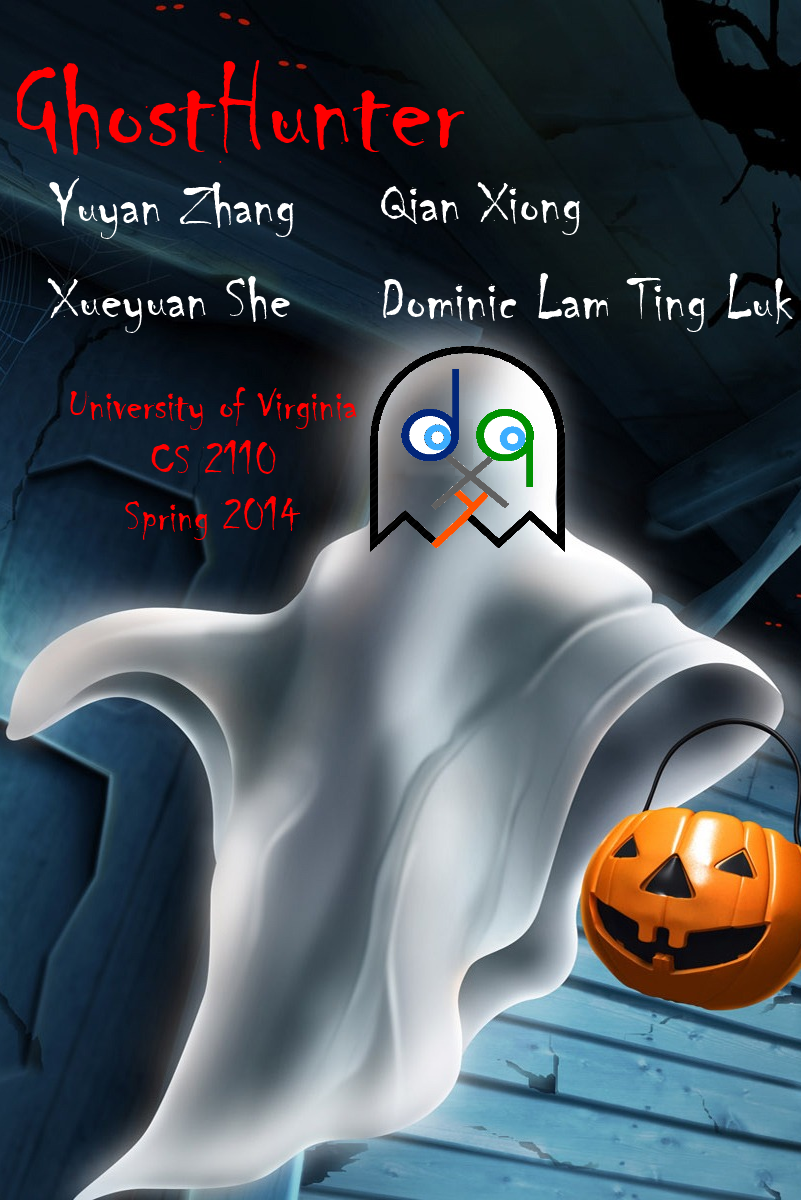 GhostHunter
Yuyan Zhang Qian Xiong
Xueyuan She Dominic Lam Ting Luk
University of Virginia
CS 2110
Spring 2014
d q
x
y